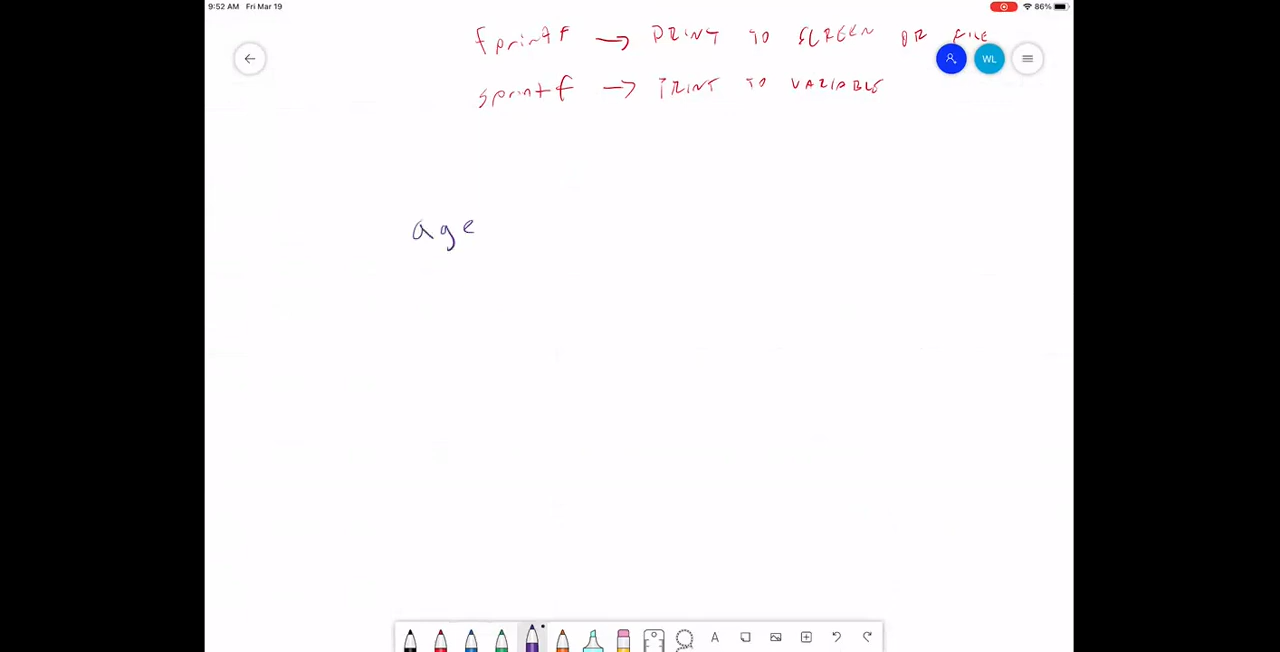 9:52 AM Fri Mar 19
86%
fprintf → PRINT TO SCREEN OR FILE
WL
sprintf → PRINT TO VARIABLE
age
A